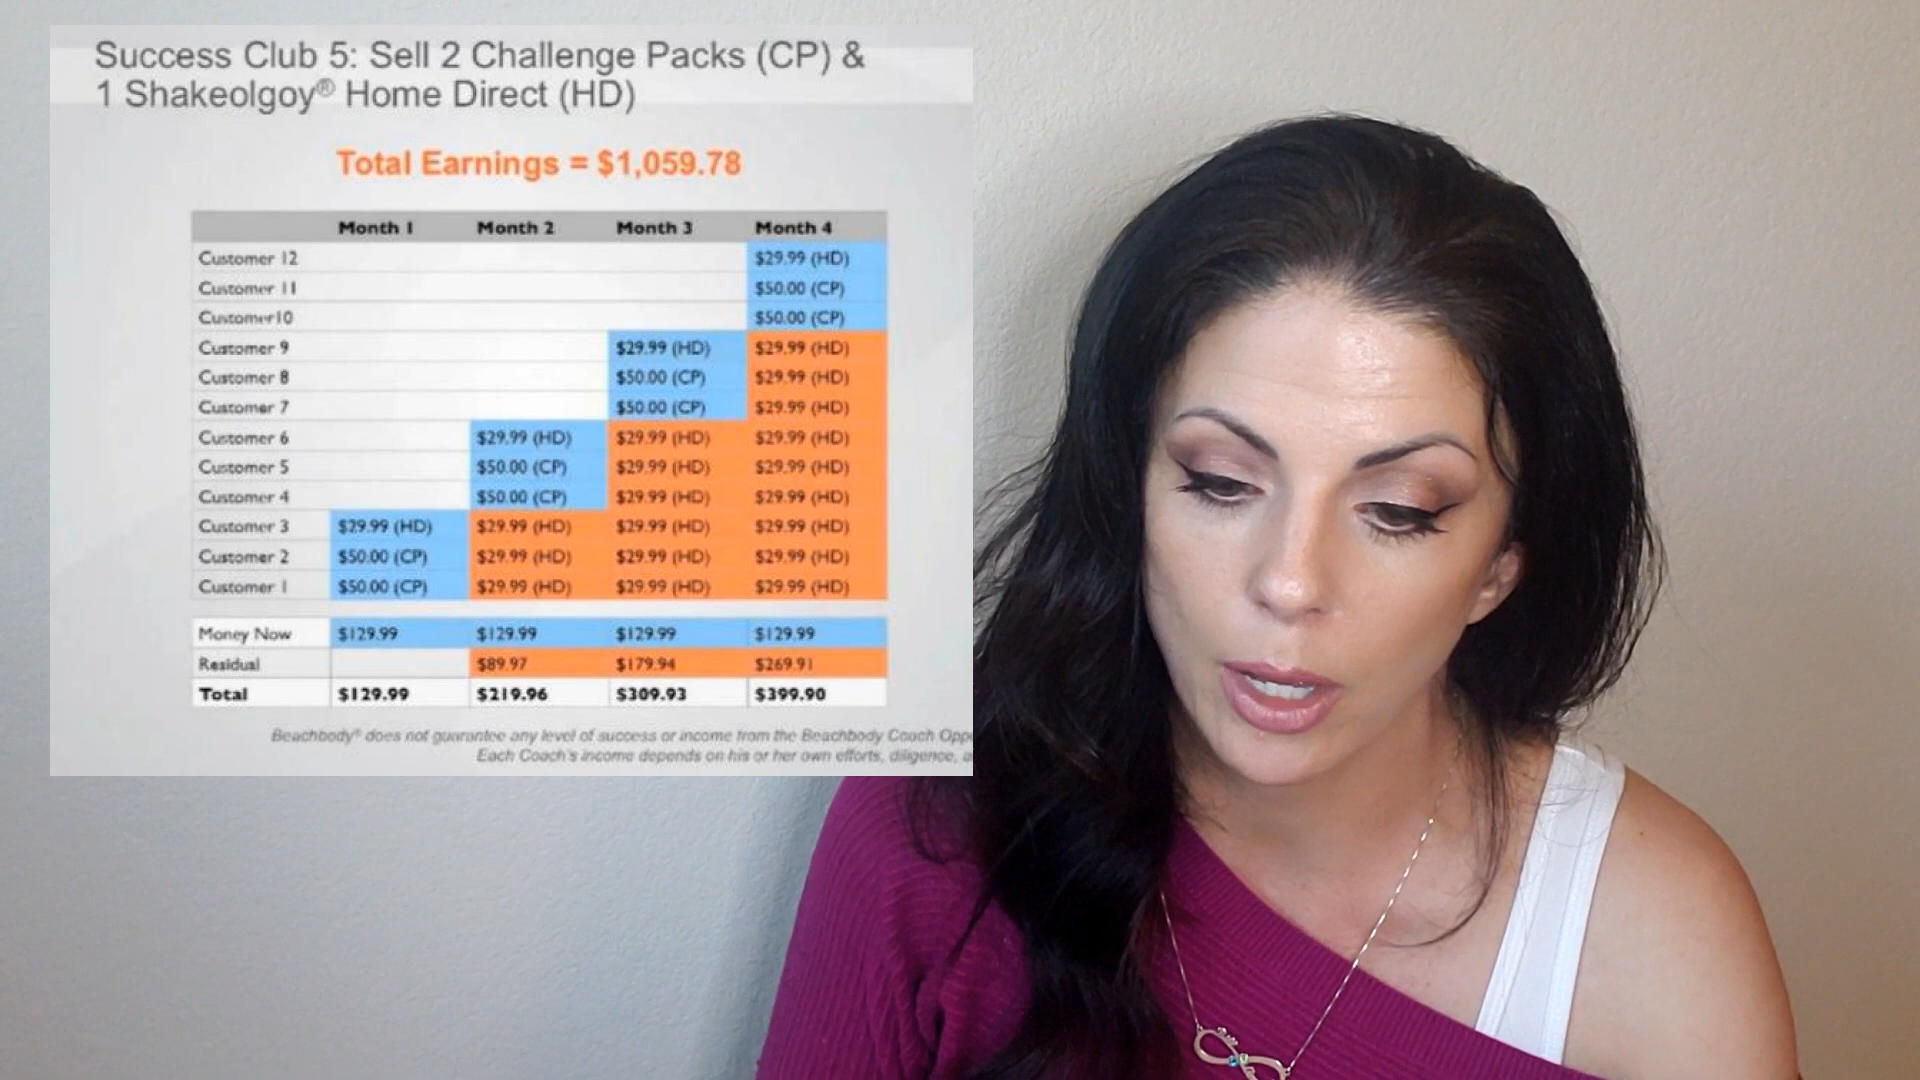 Success Club 5: Sell 2 Challenge Packs (CP) &
1 Shakeolgoy® Home Direct (HD)
Total Earnings = $1,059.78
Month 1 Month 2 Month 3 Month 4
Customer 12 $29.99 (HD)
Customer 11 $50.00 (CP)
Customer10 $50.00 (CP)
Customer 9 $29.99 (HD) $29.99 (HD)
Customer 8 $50.00 (CP) $29.99 (HD)
Customer 7 $50.00 (CP) $29.99 (HD)
Customer 6 $29.99 (HD) $29.99 (HD) $29.99 (HD)
Customer 5 $50.00 (CP) $29.99 (HD) $29.99 (HD)
Customer 4 $50.00 (CP) $29.99 (HD) $29.99 (HD)
Customer 3 $29.99 (HD) $29.99 (HD) $29.99 (HD) $29.99 (HD)
Customer 2 $50.00 (CP) $29.99 (HD) $29.99 (HD) $29.99 (HD)
Customer 1 $50.00 (CP) $29.99 (HD) $29.99 (HD) $29.99 (HD)
Money Now $129.99 $129.99 $129.99 $129.99
Residual $89.97 $179.94 $269.91
Total $129.99 $219.96 $309.93 $399.90
Beachbody® does not guarantee any level of success or income from the Beachbody Coach Opp
Each Coach's income depends on his or her own efforts, diligence, a